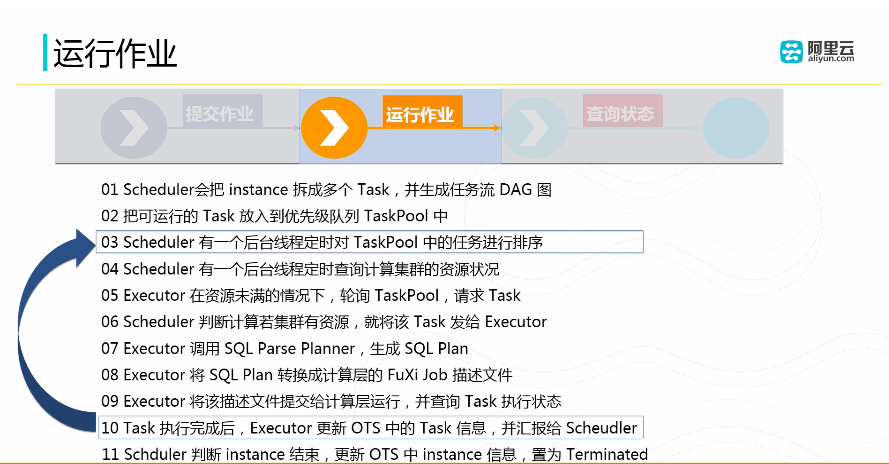 运行作业
阿里云
aliyun.com
提交作业
运行作业
查询状态
01 Scheduler会把 instance 拆成多个 Task，并生成任务流 DAG 图
02 把可运行的 Task 放入到优先级队列 TaskPool 中
03 Scheduler 有一个后台线程定时对 TaskPool 中的任务进行排序
04 Scheduler 有一个后台线程定时查询计算集群的资源状况
05 Executor 在资源未满的情况下，轮询 TaskPool，请求 Task
06 Scheduler 判断计算若集群有资源，就将该 Task 发给 Executor
07 Executor 调用 SQL Parse Planner，生成 SQL Plan
08 Executor 将 SQL Plan 转换成计算层的 FuXi Job 描述文件
09 Executor 将该描述文件提交给计算层运行，并查询 Task 执行状态
10 Task 执行完成后，Executor 更新 OTS 中的 Task 信息，并汇报给 Scheudler
11 Schduler 判断 instance 结束，更新 OTS 中 instance 信息，置为 Terminated